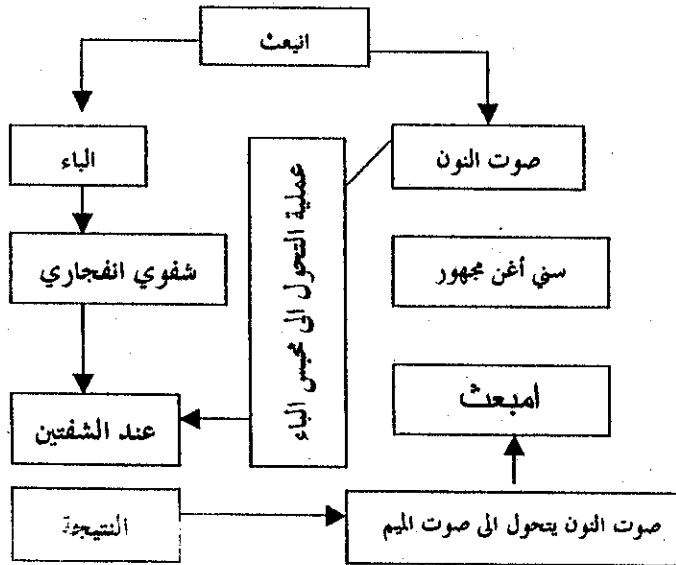 انبعث
صوت النون
الباء
عملية التحول الى محبس الباء
سني أغن مجهور
شفوي انفجاري
امبعث
عند الشفتين
النتيجة
صوت النون يتحول الى صوت الميم